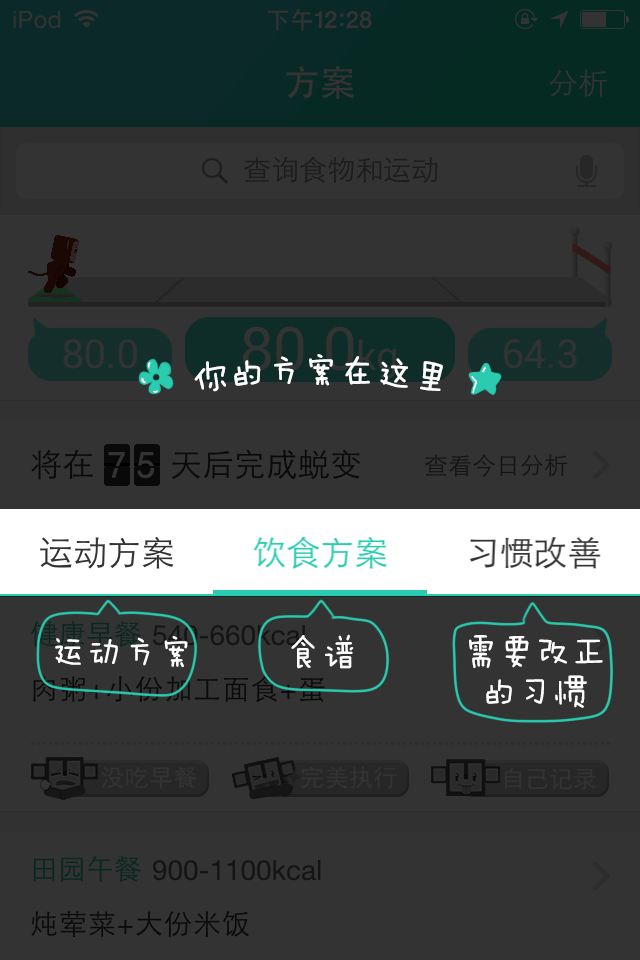 iPod 下午12:28
方案 分析
查询食物和运动
80.0 80.0kg 64.3
你的方案在这里
将在 75 天后完成蜕变 查看今日分析
运动方案 饮食方案 习惯改善
健康早餐 540-660kcal
运动方案 食谱 需要改正
的习惯
肉粥+小份加工面食+蛋
没吃早餐 完美执行 自己记录
田园午餐 900-1100kcal
炖荤菜+大份米饭